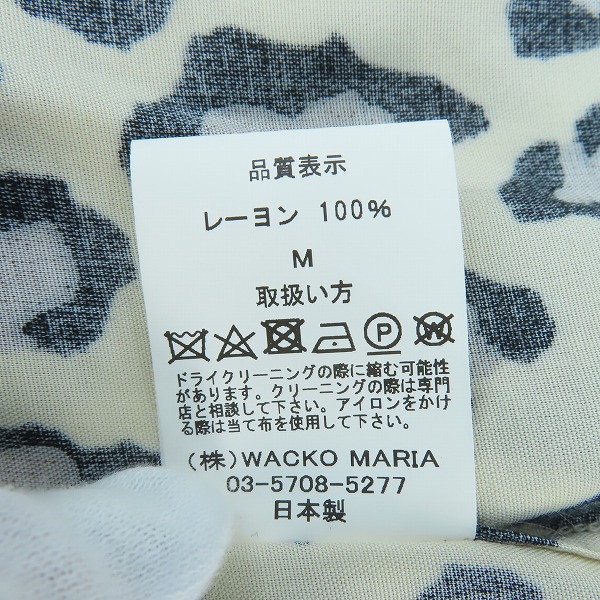 品質表示
レーヨン 100%
M
取扱い方
P W
ドライクリーニングの際に縮む可能性
があります。クリーニングの際は専門
店と相談して下さい。アイロンをかけ
る際は当て布を使用して下さい。
(株)WACKO MARIA
03-5708-5277
日本製